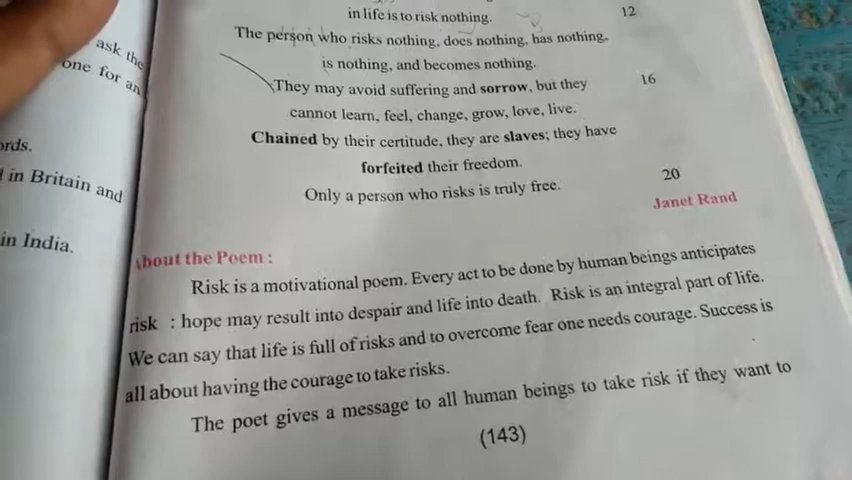 ask the
one for an
ords.
in Britain and
in India.
in life is to risk nothing. 12
The person who risks nothing, does nothing, has nothing,
is nothing, and becomes nothing.
They may avoid suffering and sorrow, but they 16
cannot learn, feel, change, grow, love, live.
Chained by their certitude, they are slaves; they have
forfeited their freedom.
Only a person who risks is truly free. 20
Janet Rand
About the Poem :
Risk is a motivational poem. Every act to be done by human beings anticipates
risk : hope may result into despair and life into death. Risk is an integral part of life.
We can say that life is full of risks and to overcome fear one needs courage. Success is
all about having the courage to take risks.
The poet gives a message to all human beings to take risk if they want to
(143)